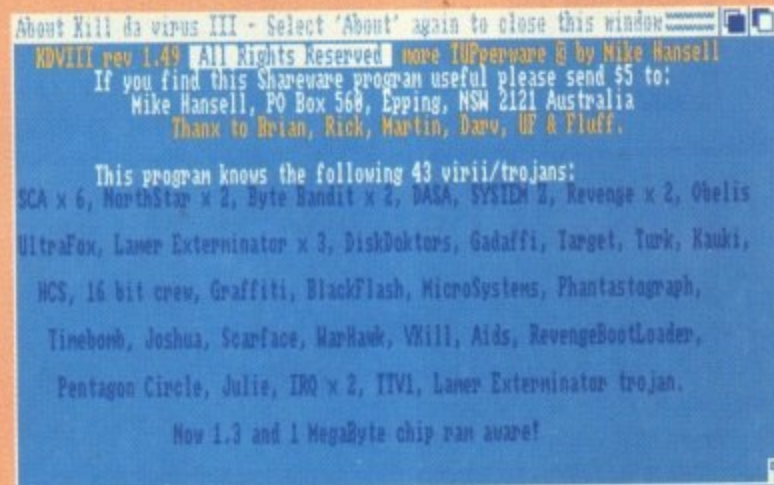 About Kill da virus III - Select 'About' again to close this window
KDVIII rev 1.49 All Rights Reserved more TUPperware © by Mike Hansell
If you find this Shareware program useful please send $5 to:
Mike Hansell, PO Box 560, Epping, NSW 2121 Australia
Thanx to Brian, Rick, Martin, Darv, UF & Fluff.
This program knows the following 43 virii/trojans:
SCA x 6, NorthStar x 2, Byte Bandit x 2, DASA, SYSTEM Z, Revenge x 2, Obelis
UltraFox, Lamer Exterminator x 3, DiskDoktors, Gadaffi, Target, Turk, Kauki,
HCS, 16 bit crew, Graffiti, BlackFlash, MicroSystems, Phantastograph,
Timebomb, Joshua, Scarface, WarHawk, VKill, Aids, RevengeBootLoader,
Pentagon Circle, Julie, IRQ x 2, ITV1, Lamer Exterminator trojan.
Now 1.3 and 1 MegaByte chip ram aware!